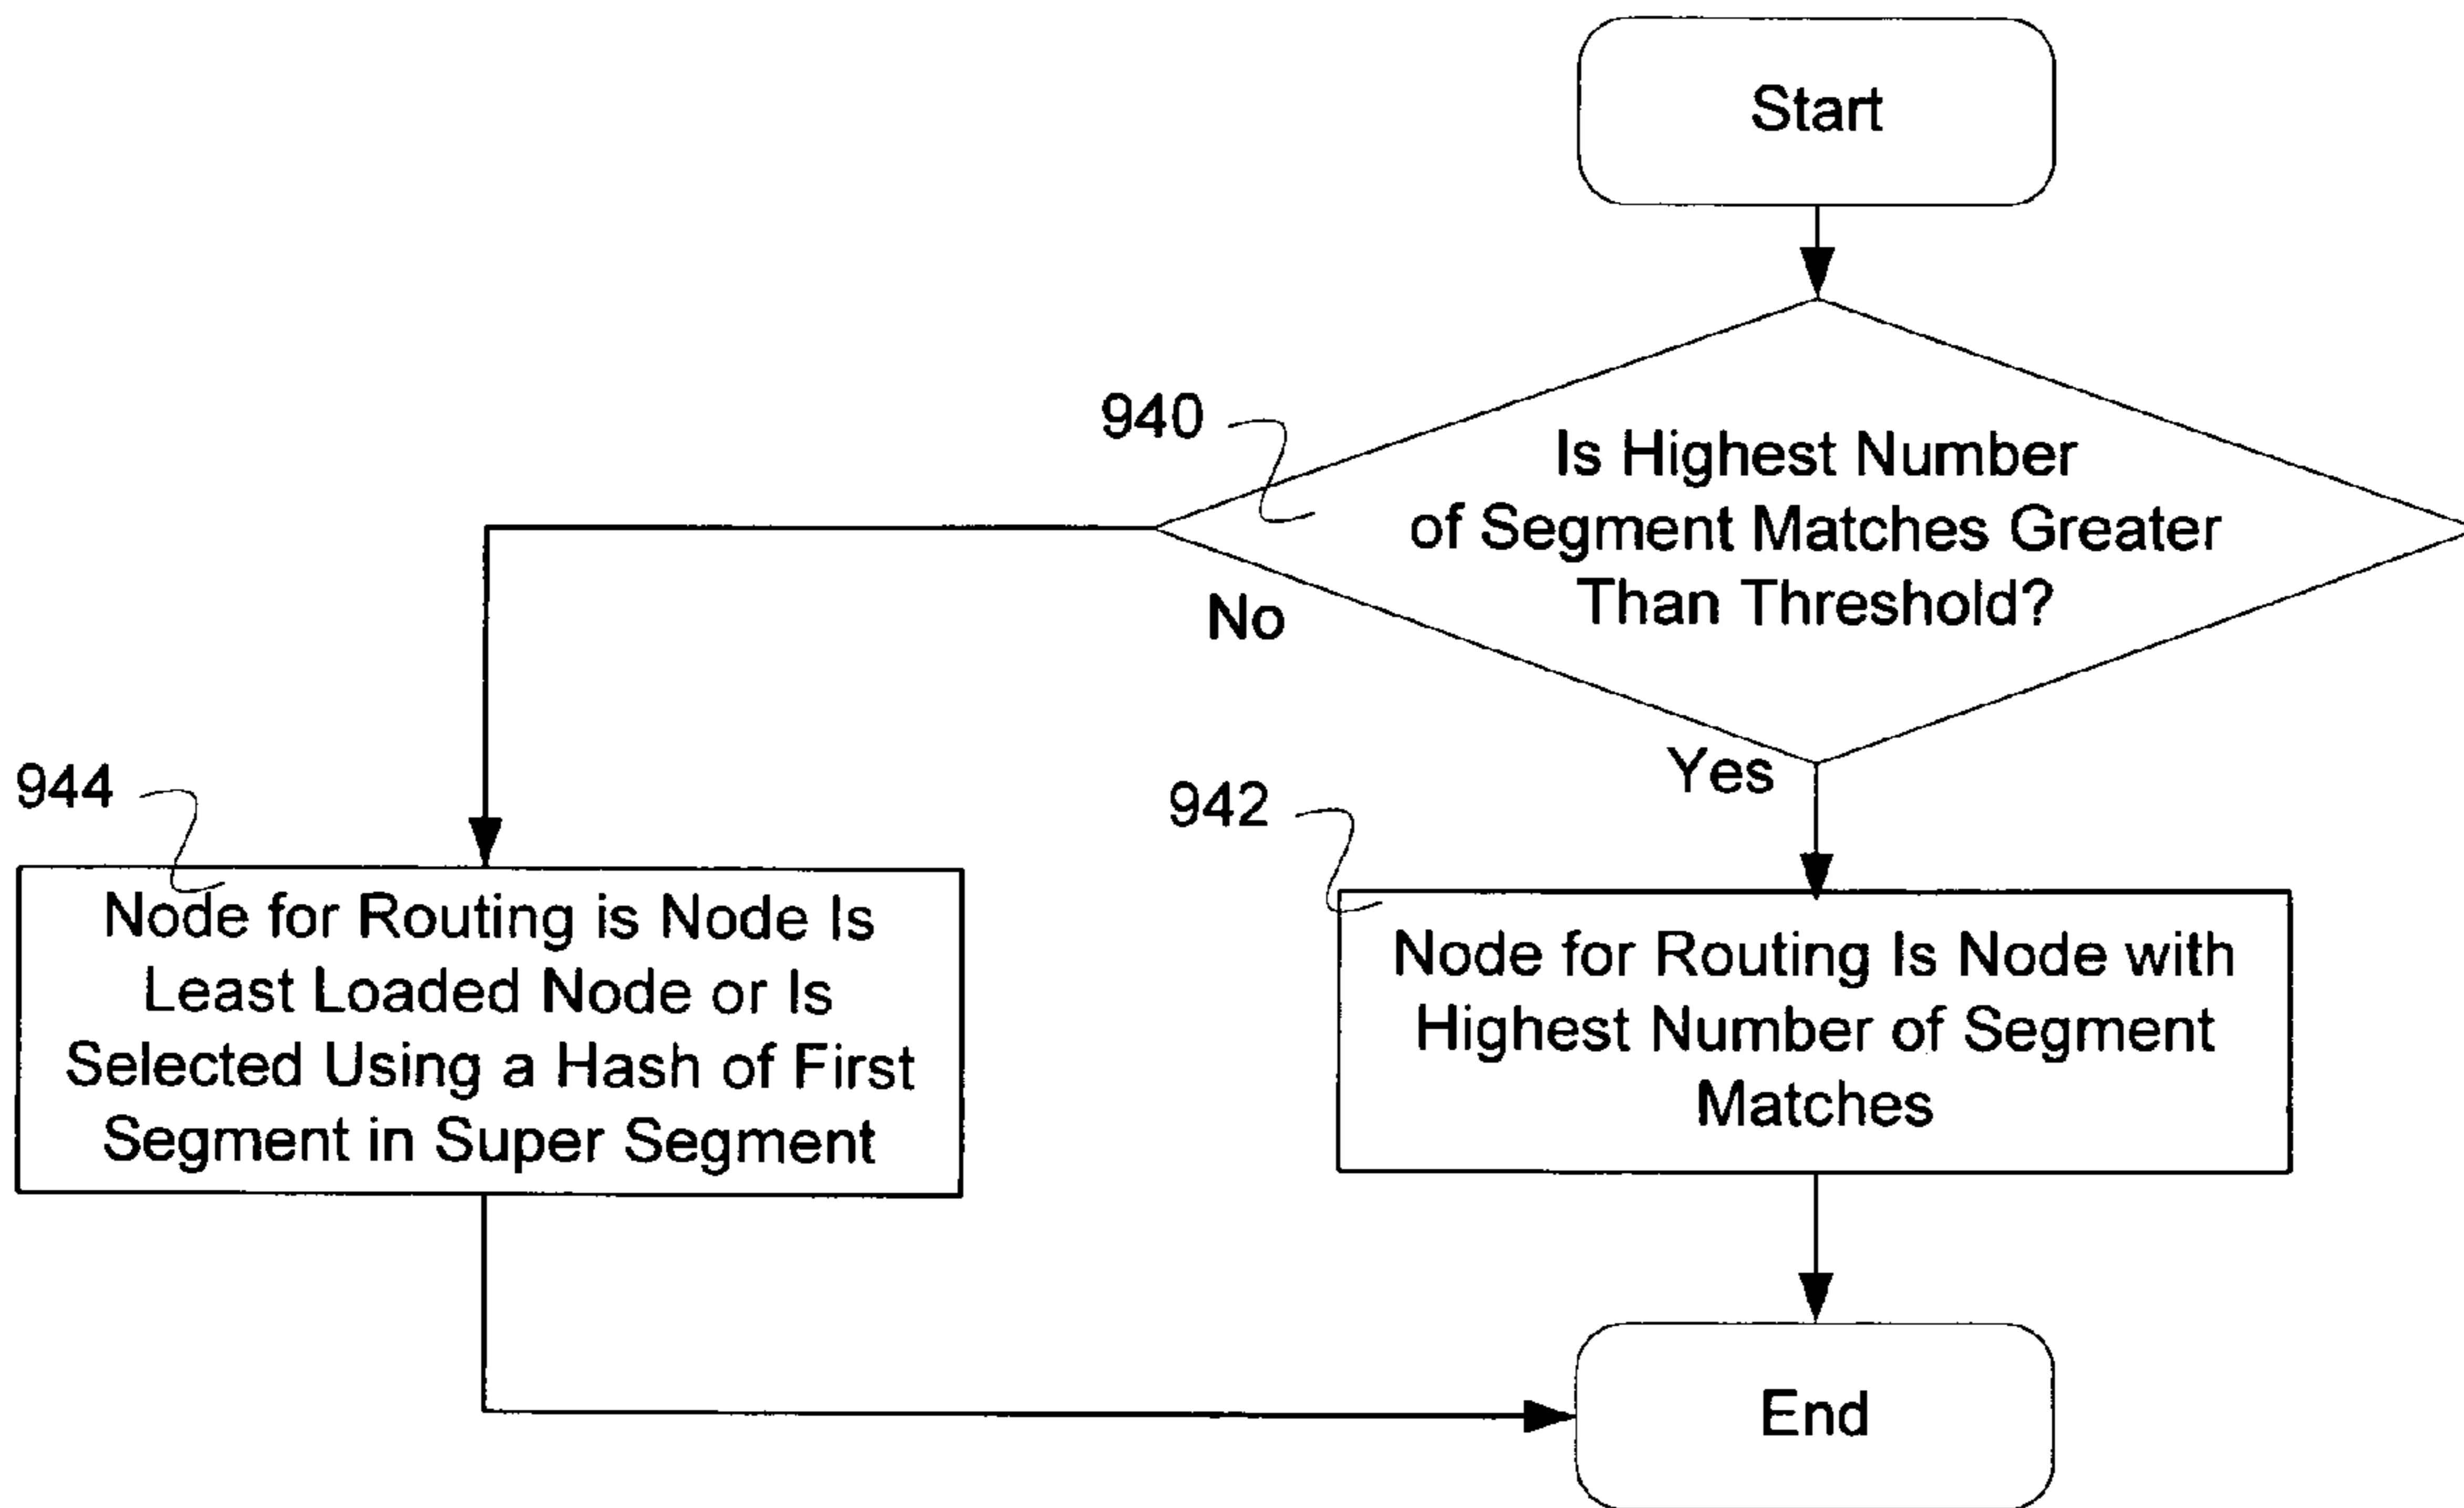 Start
940
Is Highest Number
of Segment Matches Greater
Than Threshold?
No
Yes
944
942
Node for Routing is Node Is
Least Loaded Node or Is
Selected Using a Hash of First
Segment in Super Segment
Node for Routing Is Node with
Highest Number of Segment
Matches
End